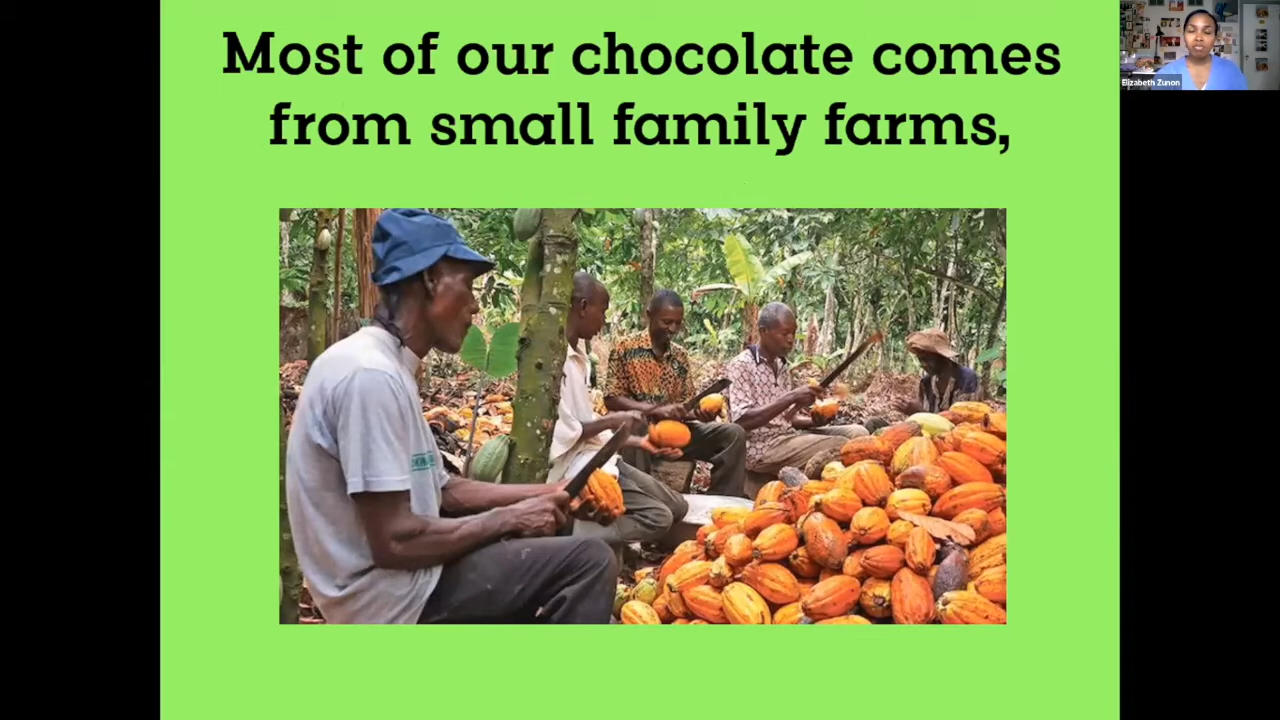 Most of our chocolate comes
from small family farms,
Elizabeth Zunon